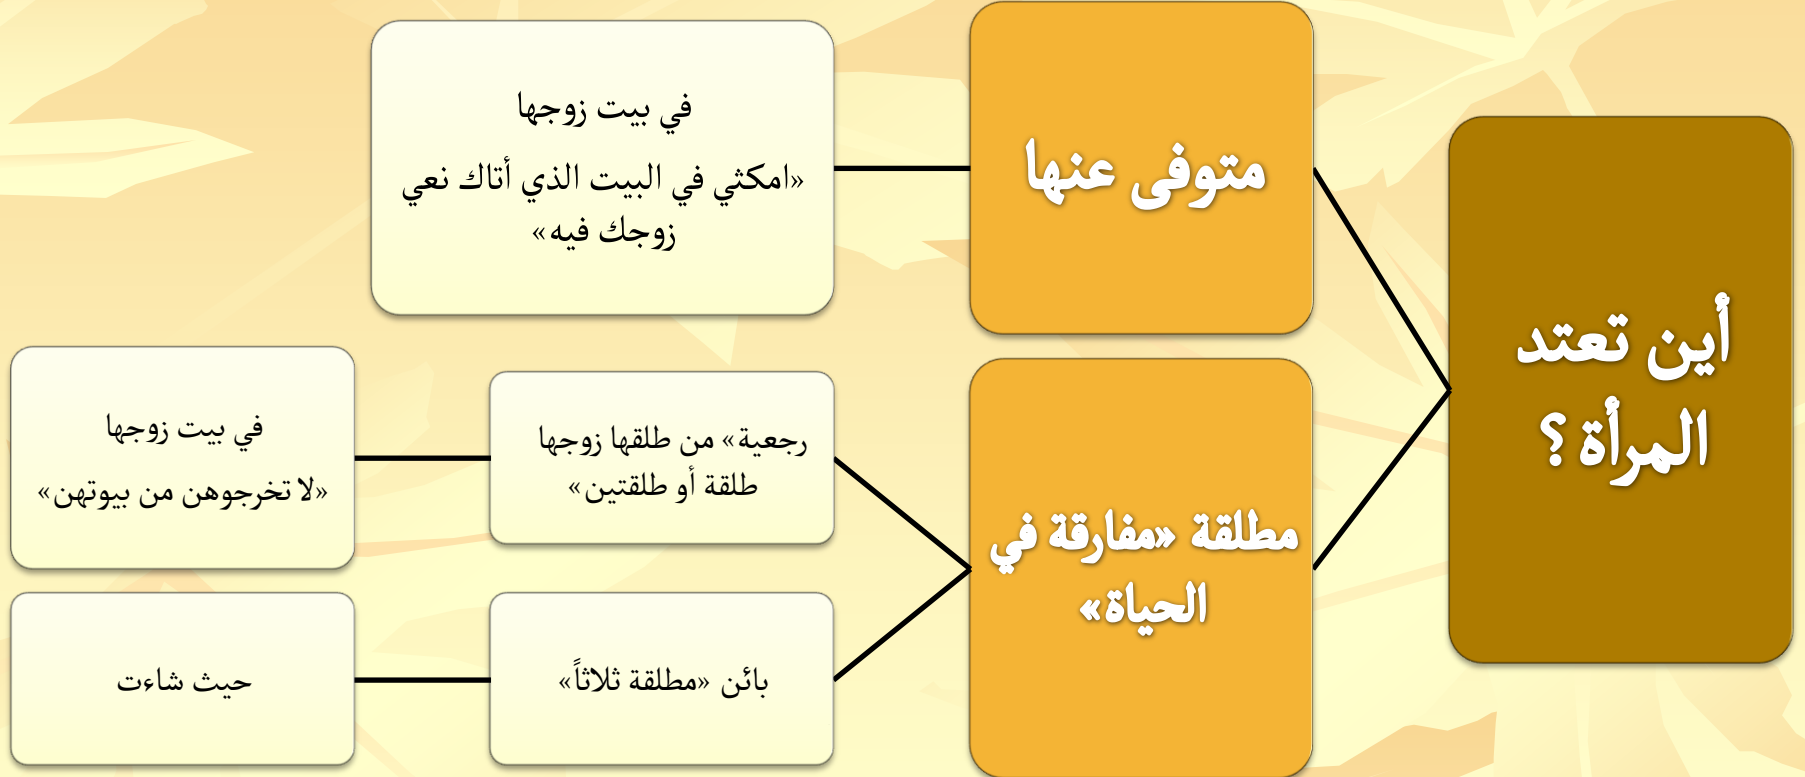 أين تعتد
المرأة ؟
متوفى عنها
في بيت زوجها
«امكثي في البيت الذي أتاك نعي
زوجك فيه»
مطلقة «مفارقة في
الحياة»
رجعية» من طلقها زوجها
طلقة أو طلقتين»
في بيت زوجها
«لا تخرجوهن من بيوتهن»
بائن «مطلقة ثلاثاً»
حيث شاءت